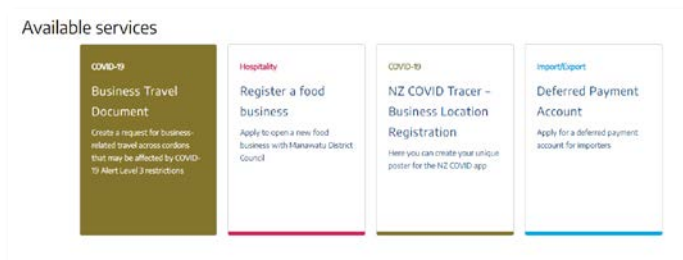 Available services
COVID-19
Business Travel
Document
Create a request for business-
related travel across cordons
that may be affected by COVID-
19 Alert Level 3 restrictions
Hospitality
Register a food
business
Apply to open a new food
business with Manawatu District
Council
COVID-19
NZ COVID Tracer –
Business Location
Registration
Here you can create your unique
poster for the NZ COVID app
Import/Export
Deferred Payment
Account
Apply for a deferred payment
account for importers